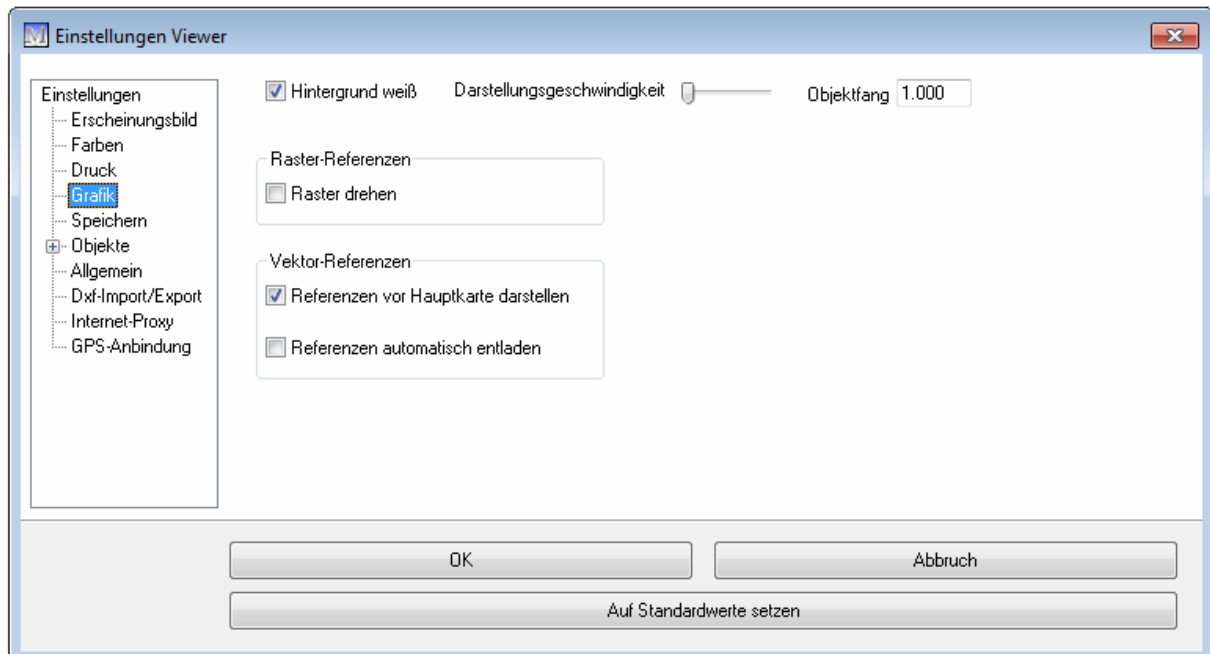 Einstellungen Viewer
Einstellungen
Erscheinungsbild
Farben
Druck
Grafik
Speichern
Objekte
Allgemein
Dxf-Import/Export
Internet-Proxy
GPS-Anbindung
Hintergrund weiß
Darstellungsgeschwindigkeit
Objektfang 1.000
Raster-Referenzen
Raster drehen
Vektor-Referenzen
Referenzen vor Hauptkarte darstellen
Referenzen automatisch entladen
OK
Abbruch
Auf Standardwerte setzen